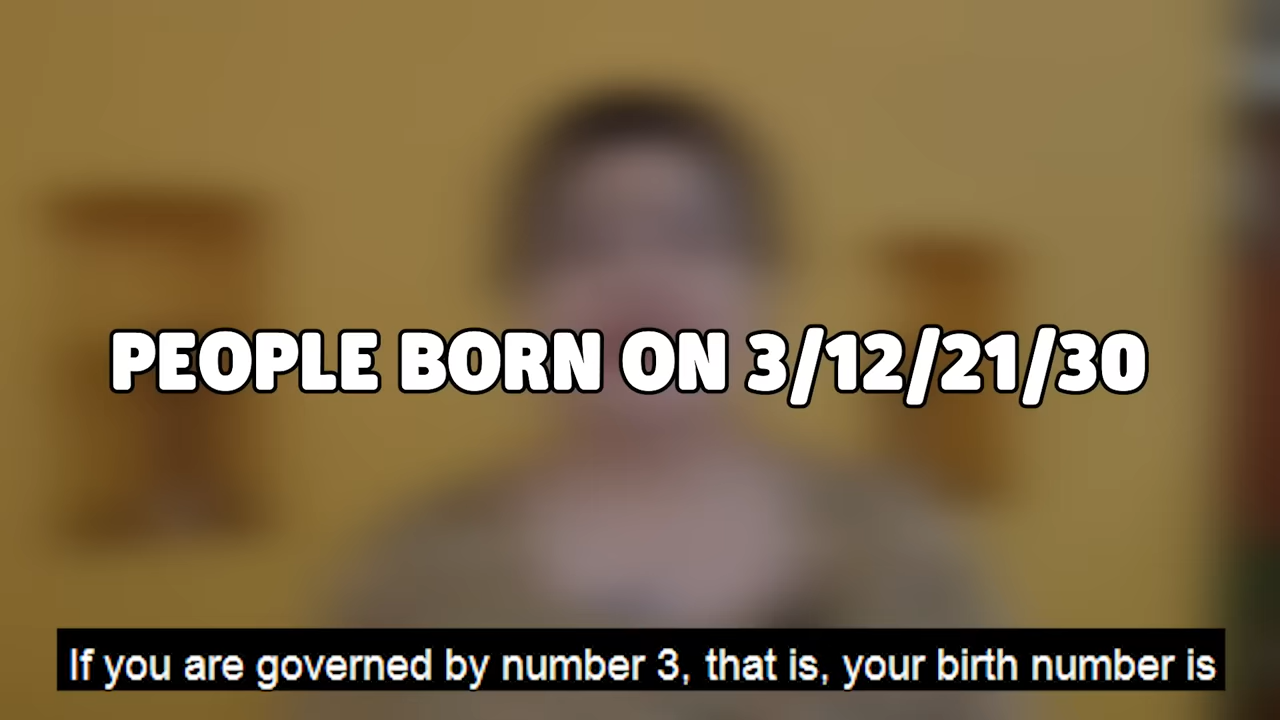 PEOPLE BORN ON 3/12/21/30
If you are governed by number 3, that is, your birth number is